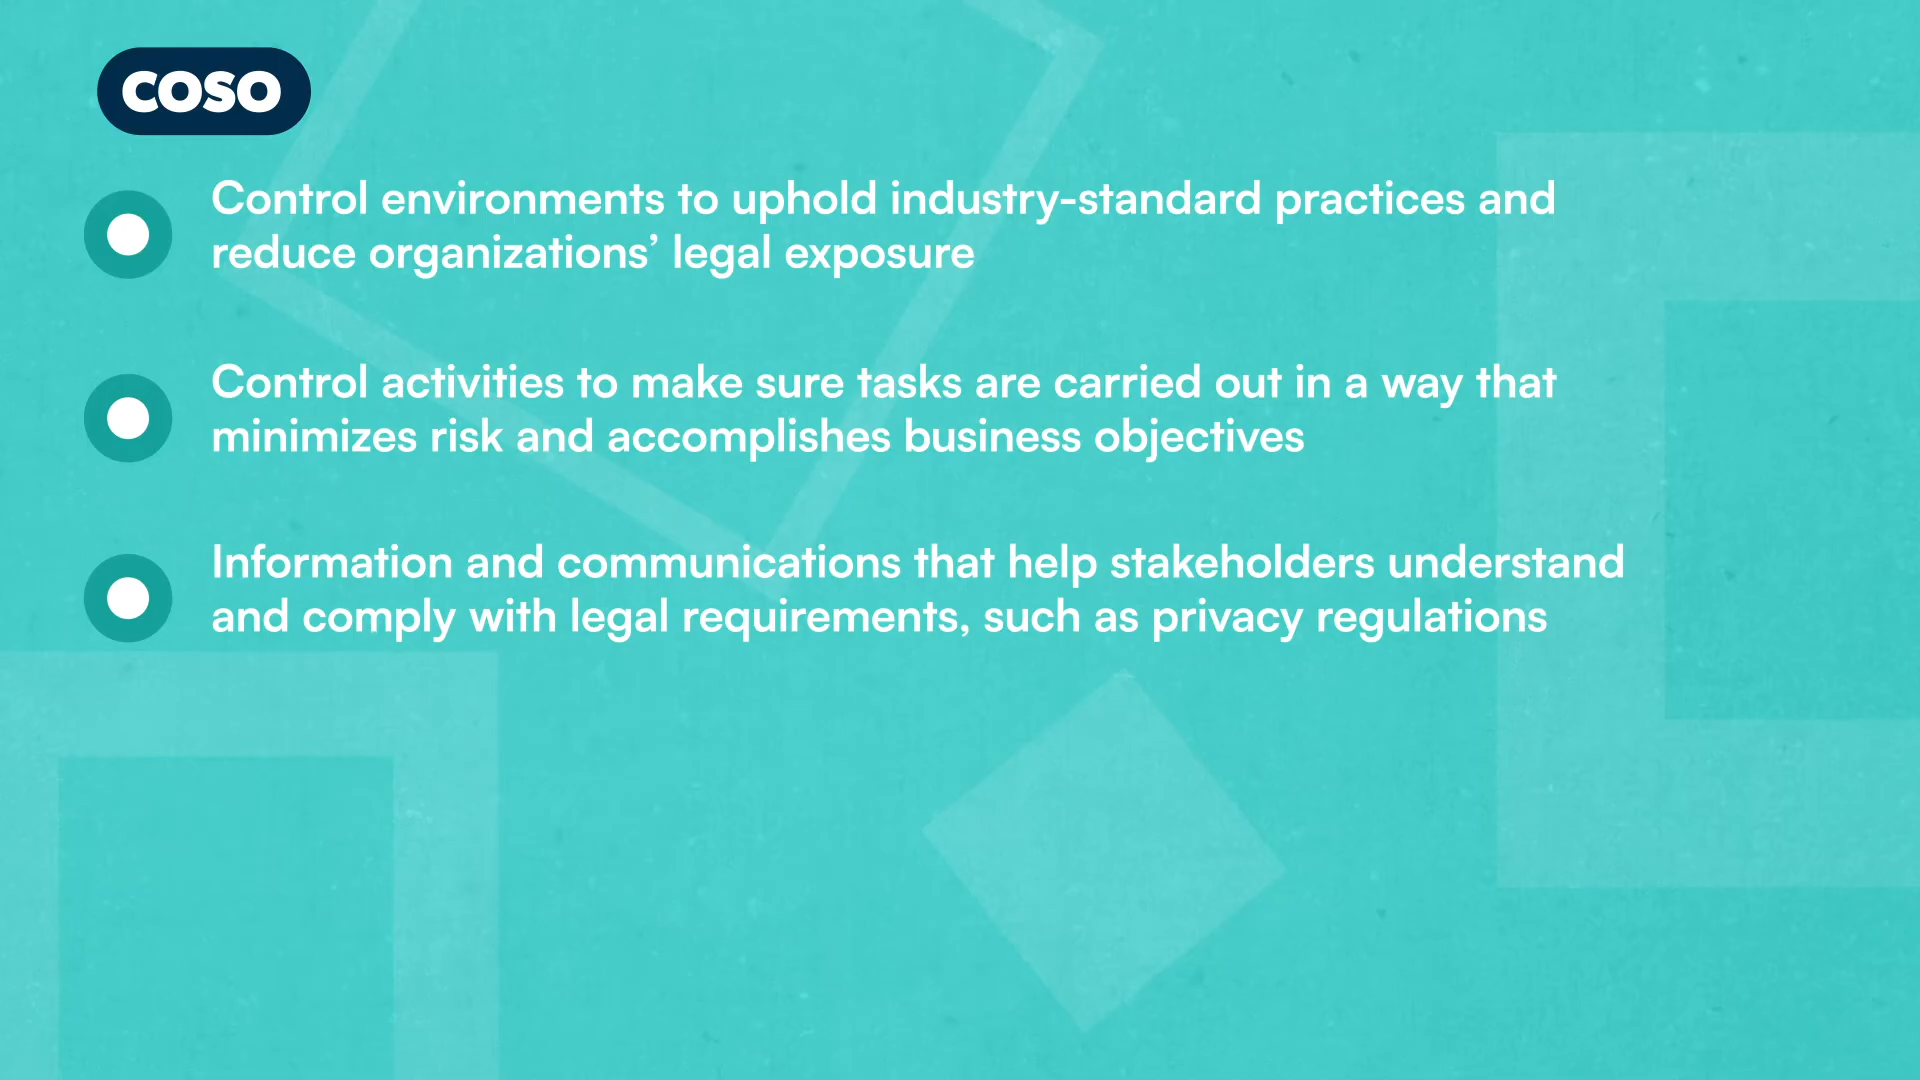 COSO
Control environments to uphold industry-standard practices and
reduce organizations’ legal exposure
Control activities to make sure tasks are carried out in a way that
minimizes risk and accomplishes business objectives
Information and communications that help stakeholders understand
and comply with legal requirements, such as privacy regulations